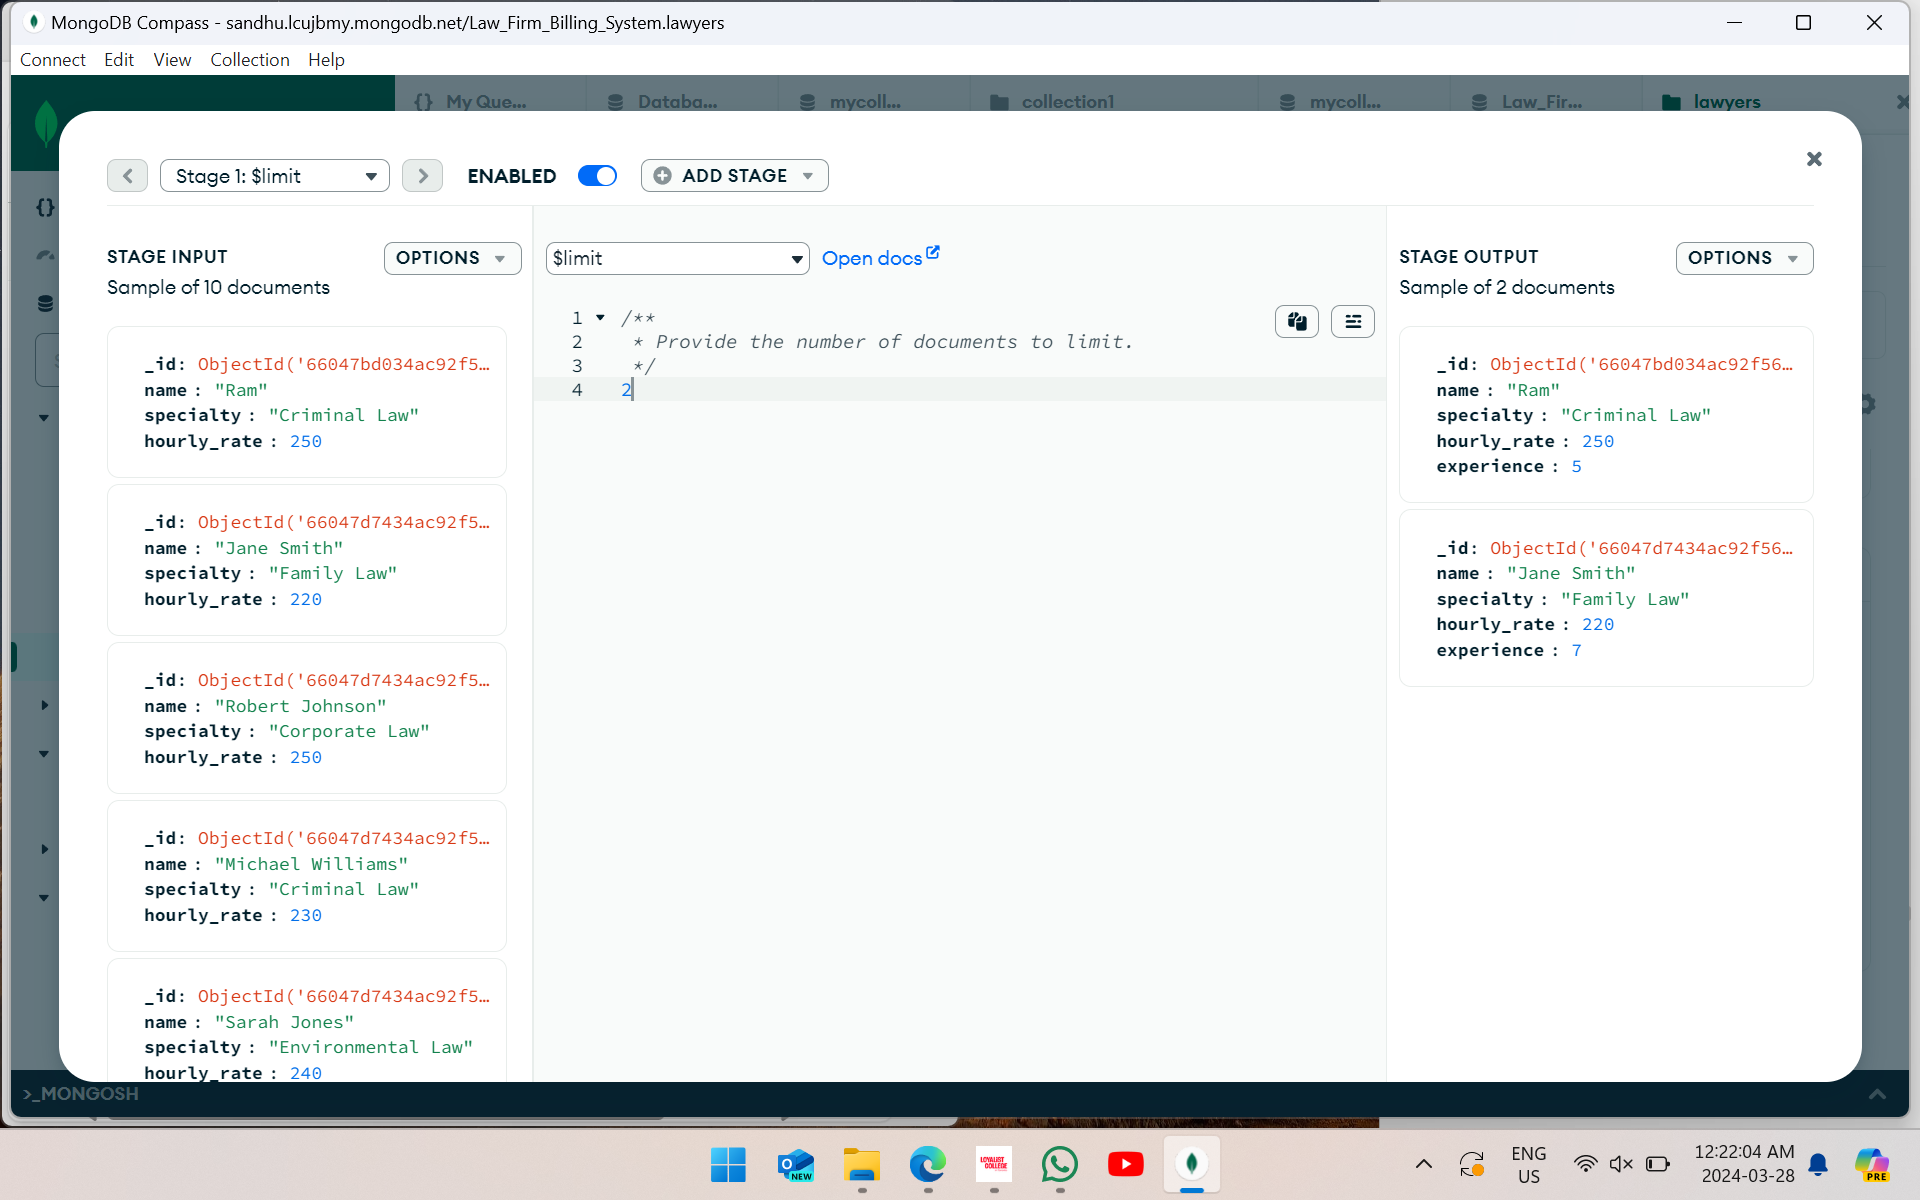 MongoDB Compass - sandhu.lcujbmy.mongodb.net/Law_Firm_Billing_System.lawyers
Connect Edit View Collection Help
{} My Que... Databa... mycoll... collection1 mycoll... Law_Fir... lawyers
Stage 1: $limit ENABLED ADD STAGE
STAGE INPUT
OPTIONS
Sample of 10 documents
_id: ObjectId('66047bd034ac92f5…
name : "Ram"
specialty : "Criminal Law"
hourly_rate : 250
_id: ObjectId('66047d7434ac92f5…
name : "Jane Smith"
specialty : "Family Law"
hourly_rate : 220
_id: ObjectId('66047d7434ac92f5…
name : "Robert Johnson"
specialty : "Corporate Law"
hourly_rate : 250
_id: ObjectId('66047d7434ac92f5…
name : "Michael Williams"
specialty : "Criminal Law"
hourly_rate : 230
_id: ObjectId('66047d7434ac92f5…
name : "Sarah Jones"
specialty : "Environmental Law"
hourly_rate : 240
$limit Open docs
1 /**
2 * Provide the number of documents to limit.
3 */
4 2
STAGE OUTPUT
OPTIONS
Sample of 2 documents
_id: ObjectId('66047bd034ac92f56…
name : "Ram"
specialty : "Criminal Law"
hourly_rate : 250
experience : 5
_id: ObjectId('66047d7434ac92f56…
name : "Jane Smith"
specialty : "Family Law"
hourly_rate : 220
experience : 7
>_MONGOSH
NEW
LOYALIST
COLLEGE
ENG
US
12:22:04 AM
2024-03-28
PRE